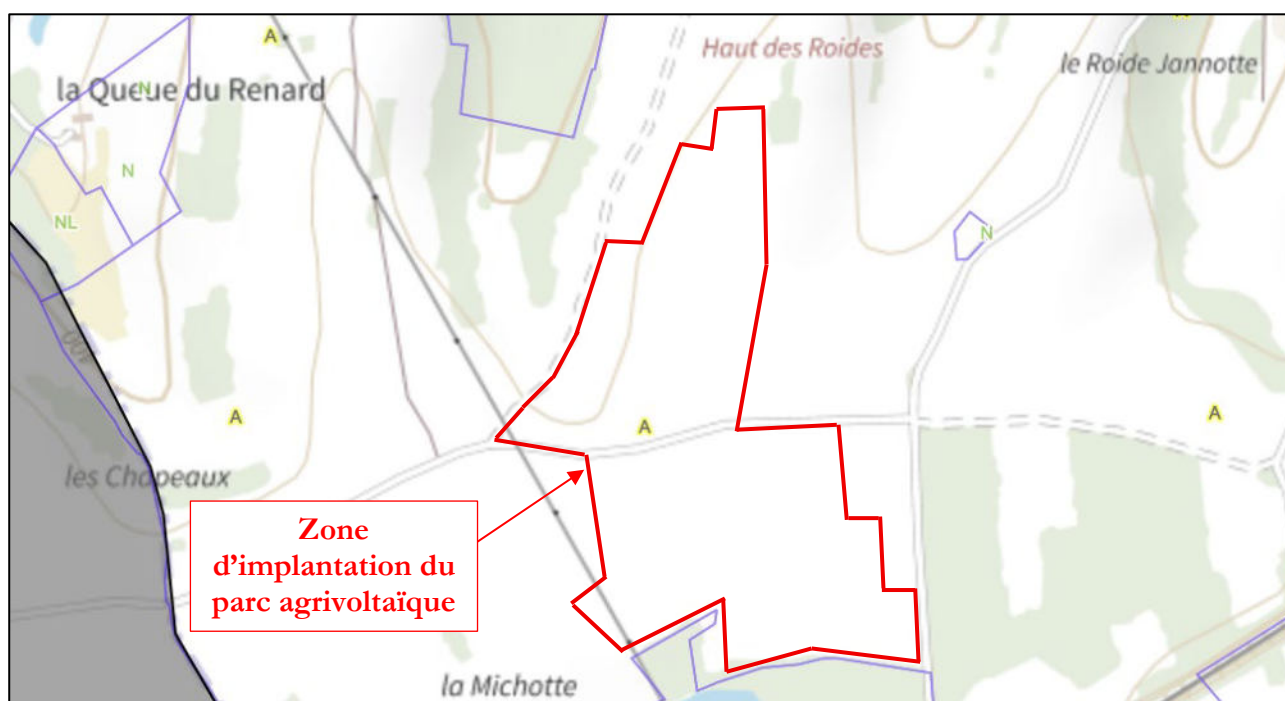 A
Haut des Roides
le Roide Jannotte
la Queue du Renard
N
N
NL
N
400
A
A
A
les Chapeaux
Zone
d'implantation du
parc agrivoltaïque
la Michotte